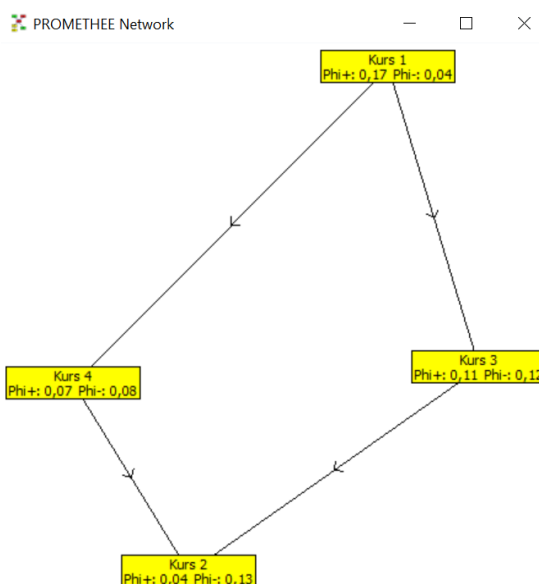 PROMETHEE Network
Kurs 1
Phi+: 0,17 Phi-: 0,04
Kurs 3
Phi+: 0,11 Phi-: 0,12
Kurs 4
Phi+: 0,07 Phi-: 0,08
Kurs 2
Phi+: 0,04 Phi-: 0,13